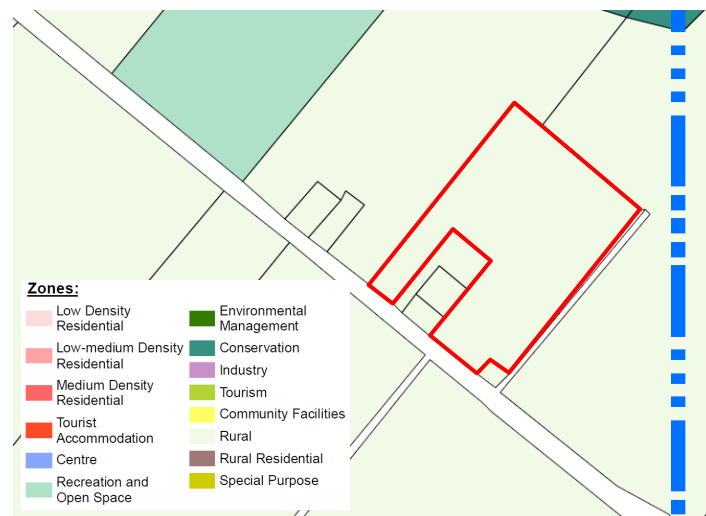 Zones:
Low Density
Residential
Low-medium Density
Residential
Medium Density
Residential
Tourist
Accommodation
Centre
Recreation and
Open Space
Environmental
Management
Conservation
Industry
Tourism
Community Facilities
Rural
Rural Residential
Special Purpose